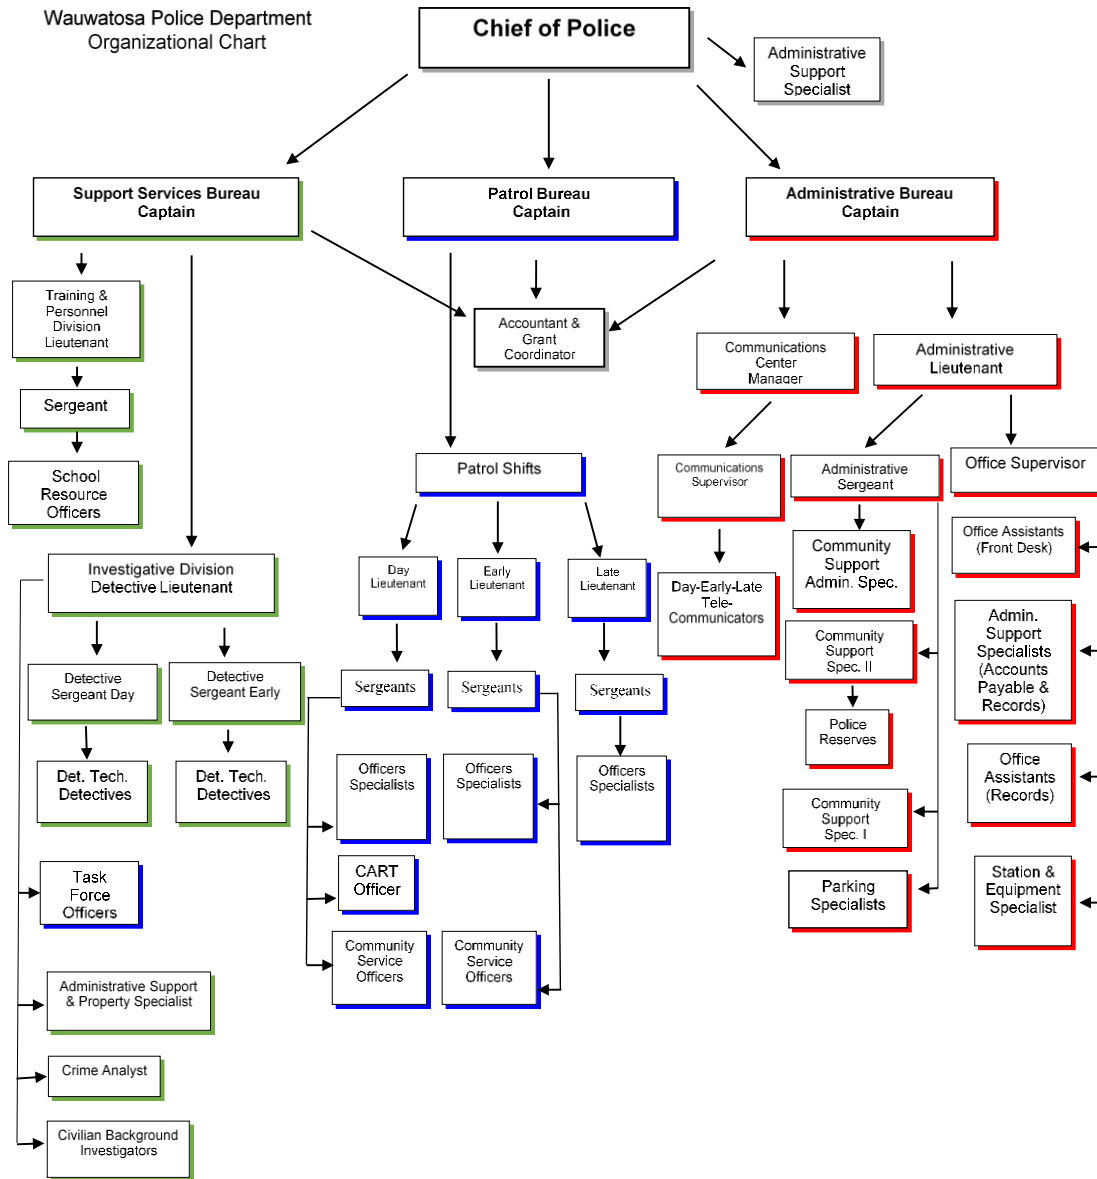 Wauwatosa Police Department
Organizational Chart
Chief of Police
Administrative
Support
Specialist
Support Services Bureau
Captain
Patrol Bureau
Captain
Administrative Bureau
Captain
Training &
Personnel
Division
Lieutenant
Accountant &
Grant
Coordinator
Communications
Center
Manager
Administrative
Lieutenant
Sergeant
School
Resource
Officers
Patrol Shifts
Communications
Supervisor
Administrative
Sergeant
Office Supervisor
Office Assistants
(Front Desk)
Investigative Division
Detective Lieutenant
Day
Lieutenant
Early
Lieutenant
Late
Lieutenant
Day-Early-Late
Tele-
Communicators
Community
Support
Admin. Spec.
Admin.
Support
Specialists
(Accounts
Payable &
Records)
Detective
Sergeant Day
Detective
Sergeant Early
Sergeants
Sergeants
Sergeants
Community
Support
Spec. II
Police
Reserves
Det. Tech.
Detectives
Det. Tech.
Detectives
Officers
Specialists
Officers
Specialists
Officers
Specialists
Office
Assistants
(Records)
Community
Support
Spec. I
Task
Force
Officers
CART
Officer
Parking
Specialists
Station &
Equipment
Specialist
Community
Service
Officers
Community
Service
Officers
Administrative Support
& Property Specialist
Crime Analyst
Civilian Background
Investigators